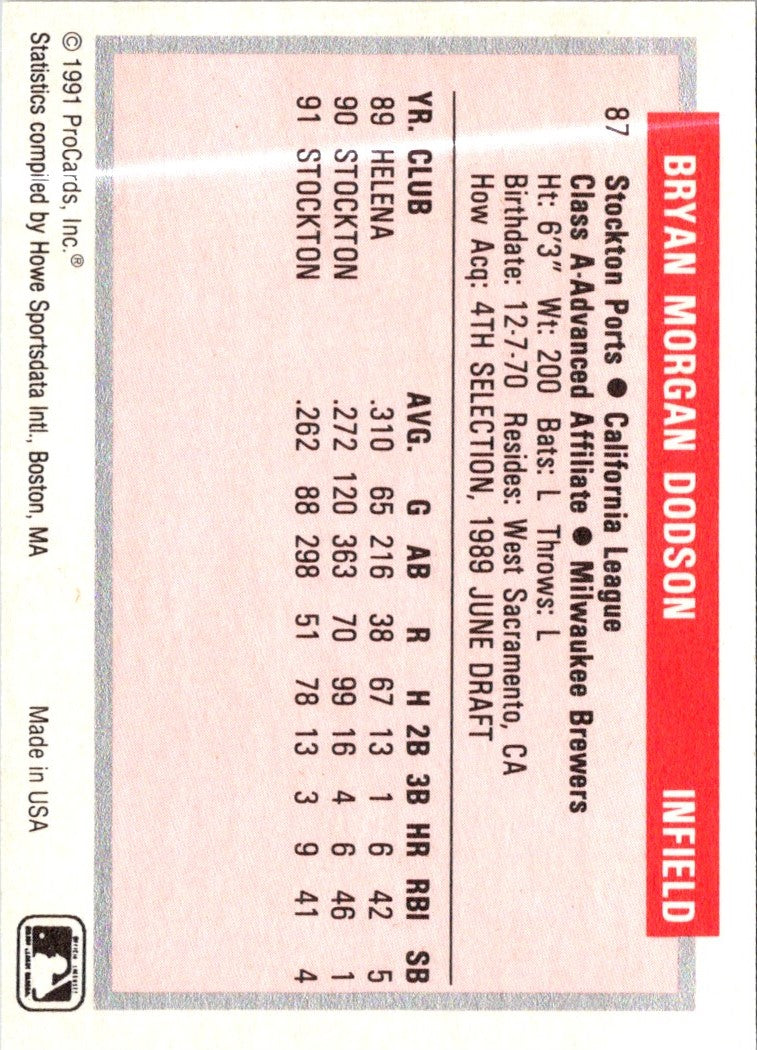 BRYAN MORGAN DODSON INFIELD
87 Stockton Ports ● California League
Class A-Advanced Affiliate ● Milwaukee Brewers
Ht: 6'3" Wt: 200 Bats: L Throws: L
Birthdate: 12-7-70 Resides: West Sacramento, CA
How Acq: 4TH SELECTION, 1989 JUNE DRAFT
YR. CLUB AVG. G AB R H 2B 3B HR RBI SB
89 HELENA .310 65 216 38 67 13 1 6 42 5
90 STOCKTON .272 120 363 70 99 16 4 6 46 1
91 STOCKTON .262 88 298 51 78 13 3 9 41 4
© 1991 ProCards, Inc.®
Statistics compiled by Howe Sportsdata Intl., Boston, MA Made in USA